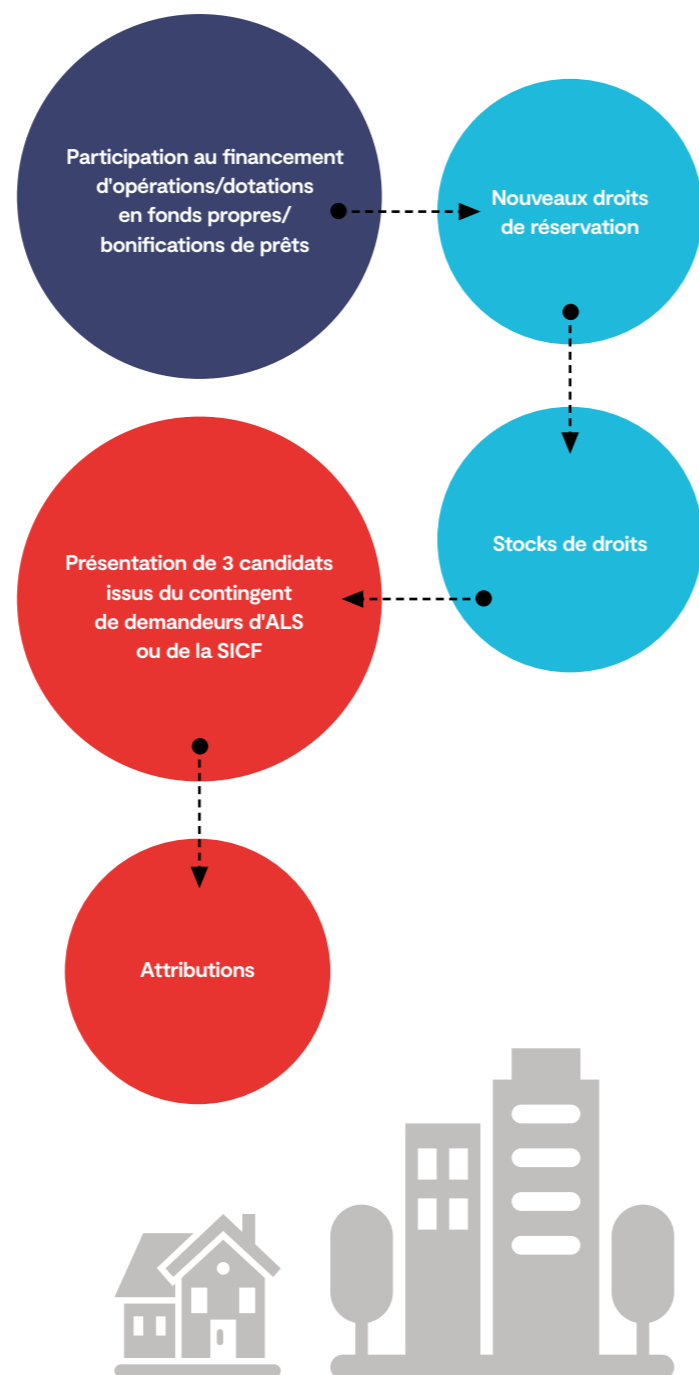 Participation au financement
d'opérations/dotations
en fonds propres/
bonifications de prêts
Nouveaux droits
de réservation
Stocks de droits
Présentation de 3 candidats
issus du contingent
de demandeurs d'ALS
ou de la SICF
Attributions